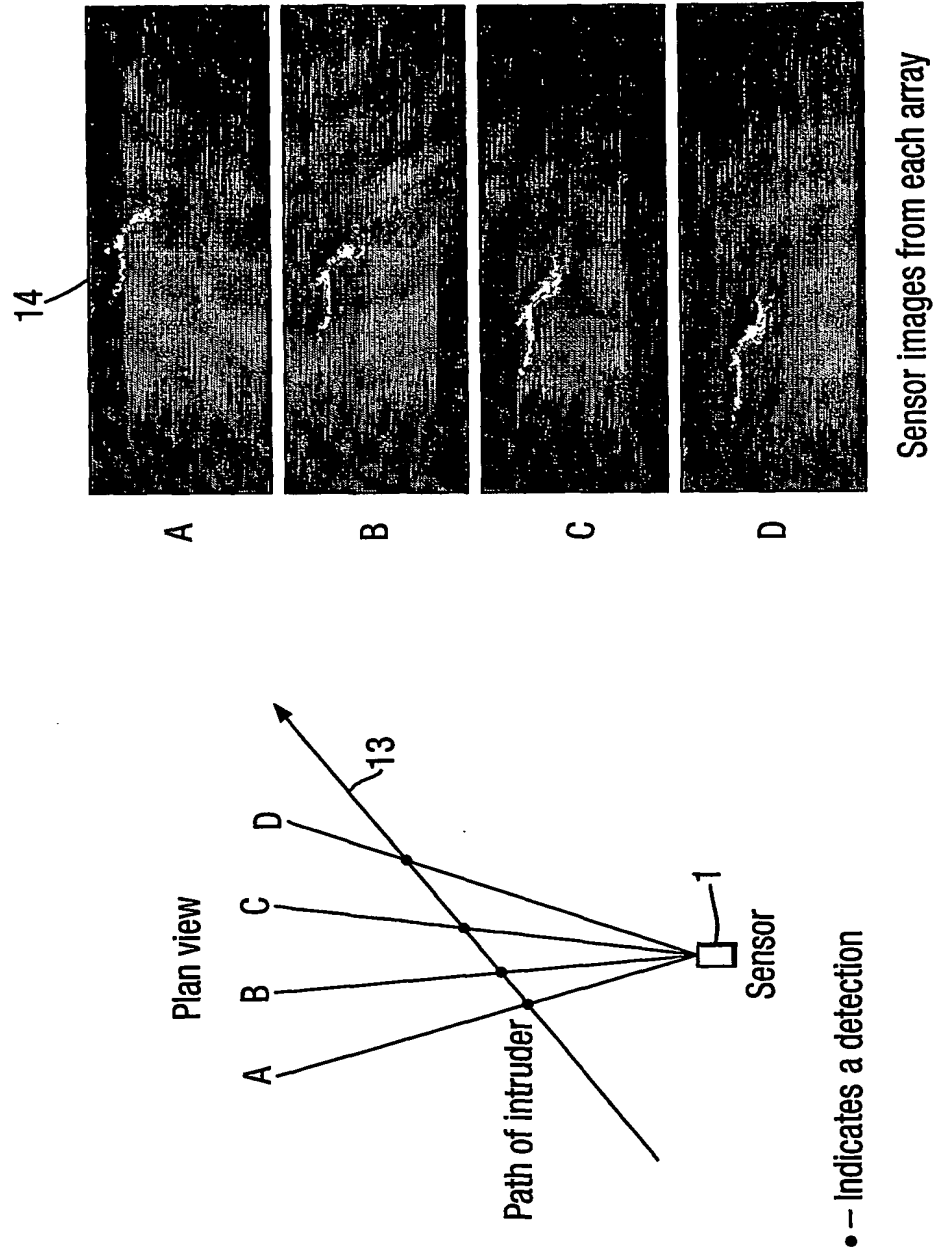 Plan view
A
B
C
D
13
Path of intruder
1
Sensor
● – Indicates a detection
14
A
B
C
D
Sensor images from each array